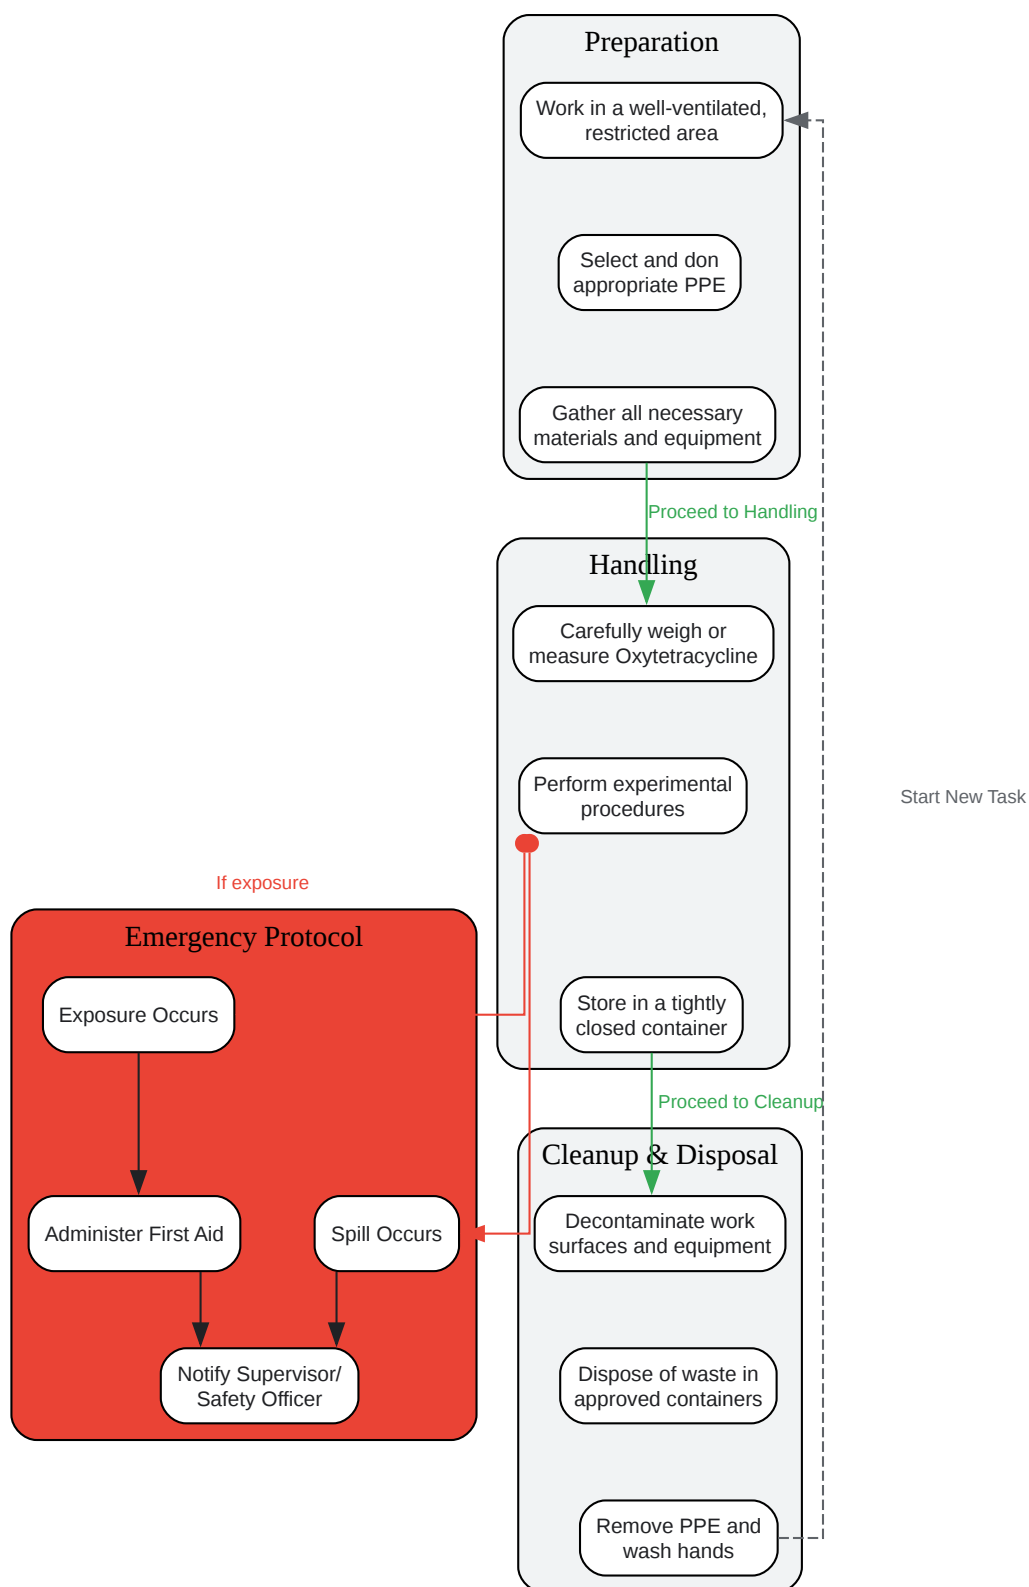 Preparation
Work in a well-ventilated,
restricted area
Select and don
appropriate PPE
Gather all necessary
materials and equipment
Proceed to Handling
Handling
Carefully weigh or
measure Oxytetracycline
Perform experimental
procedures
Start New Task
If exposure
Emergency Protocol
Exposure Occurs
Store in a tightly
closed container
Proceed to Cleanup
Cleanup & Disposal
Administer First Aid
Spill Occurs
Decontaminate work
surfaces and equipment
Notify Supervisor/
Safety Officer
Dispose of waste in
approved containers
Remove PPE and
wash hands